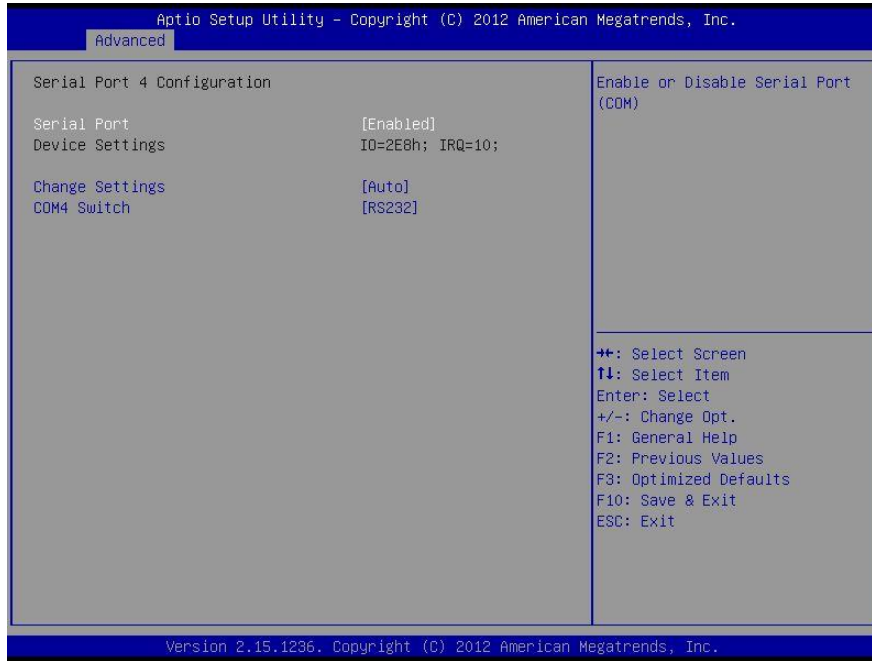 Aptio Setup Utility – Copyright (C) 2012 American Megatrends, Inc.
Advanced
Serial Port 4 Configuration
Serial Port [Enabled]
Device Settings IO=2E8h; IRQ=10;
Change Settings [Auto]
COM4 Switch [RS232]
Enable or Disable Serial Port
(COM)
→←: Select Screen
↑↓: Select Item
Enter: Select
+/-: Change Opt.
F1: General Help
F2: Previous Values
F3: Optimized Defaults
F10: Save & Exit
ESC: Exit
Version 2.15.1236. Copyright (C) 2012 American Megatrends, Inc.